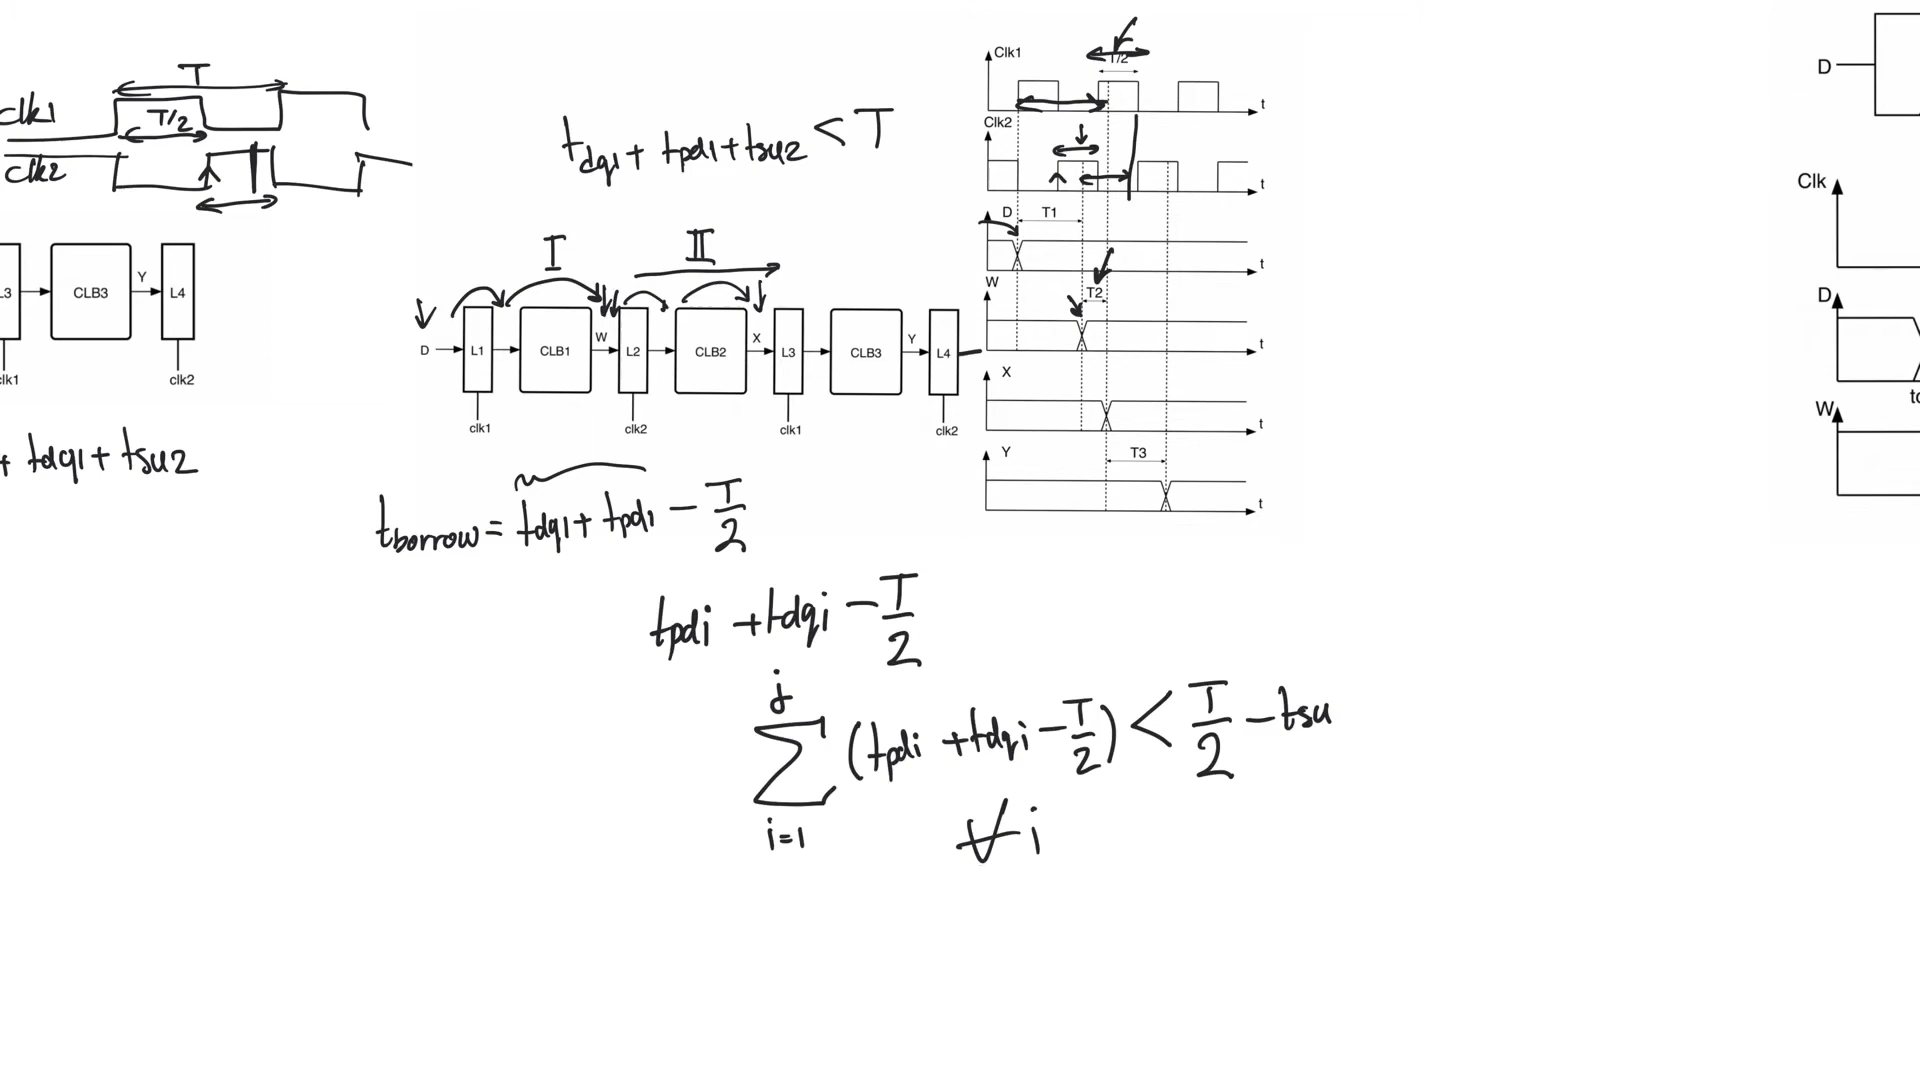 T
clk1
T/2
clk2
L3 CLB3 Y L4
clk1 clk2
+ tdq1 + tsu2
tdq1 + tpd1 + tsu2 < T
I II
D L1 CLB1 W L2 CLB2 X L3 CLB3 Y L4
clk1 clk2 clk1 clk2
tborrow = tdq1 + tpd1 - T/2
tpdi + tdqi - T/2
j
∑ (tpdi + tdqi - T/2) < T/2 - tsu
i=1
∀ i
Clk1 T/2 t
Clk2 t
D T1 t
W T2 t
X t
Y T3 t
D
Clk
D
W